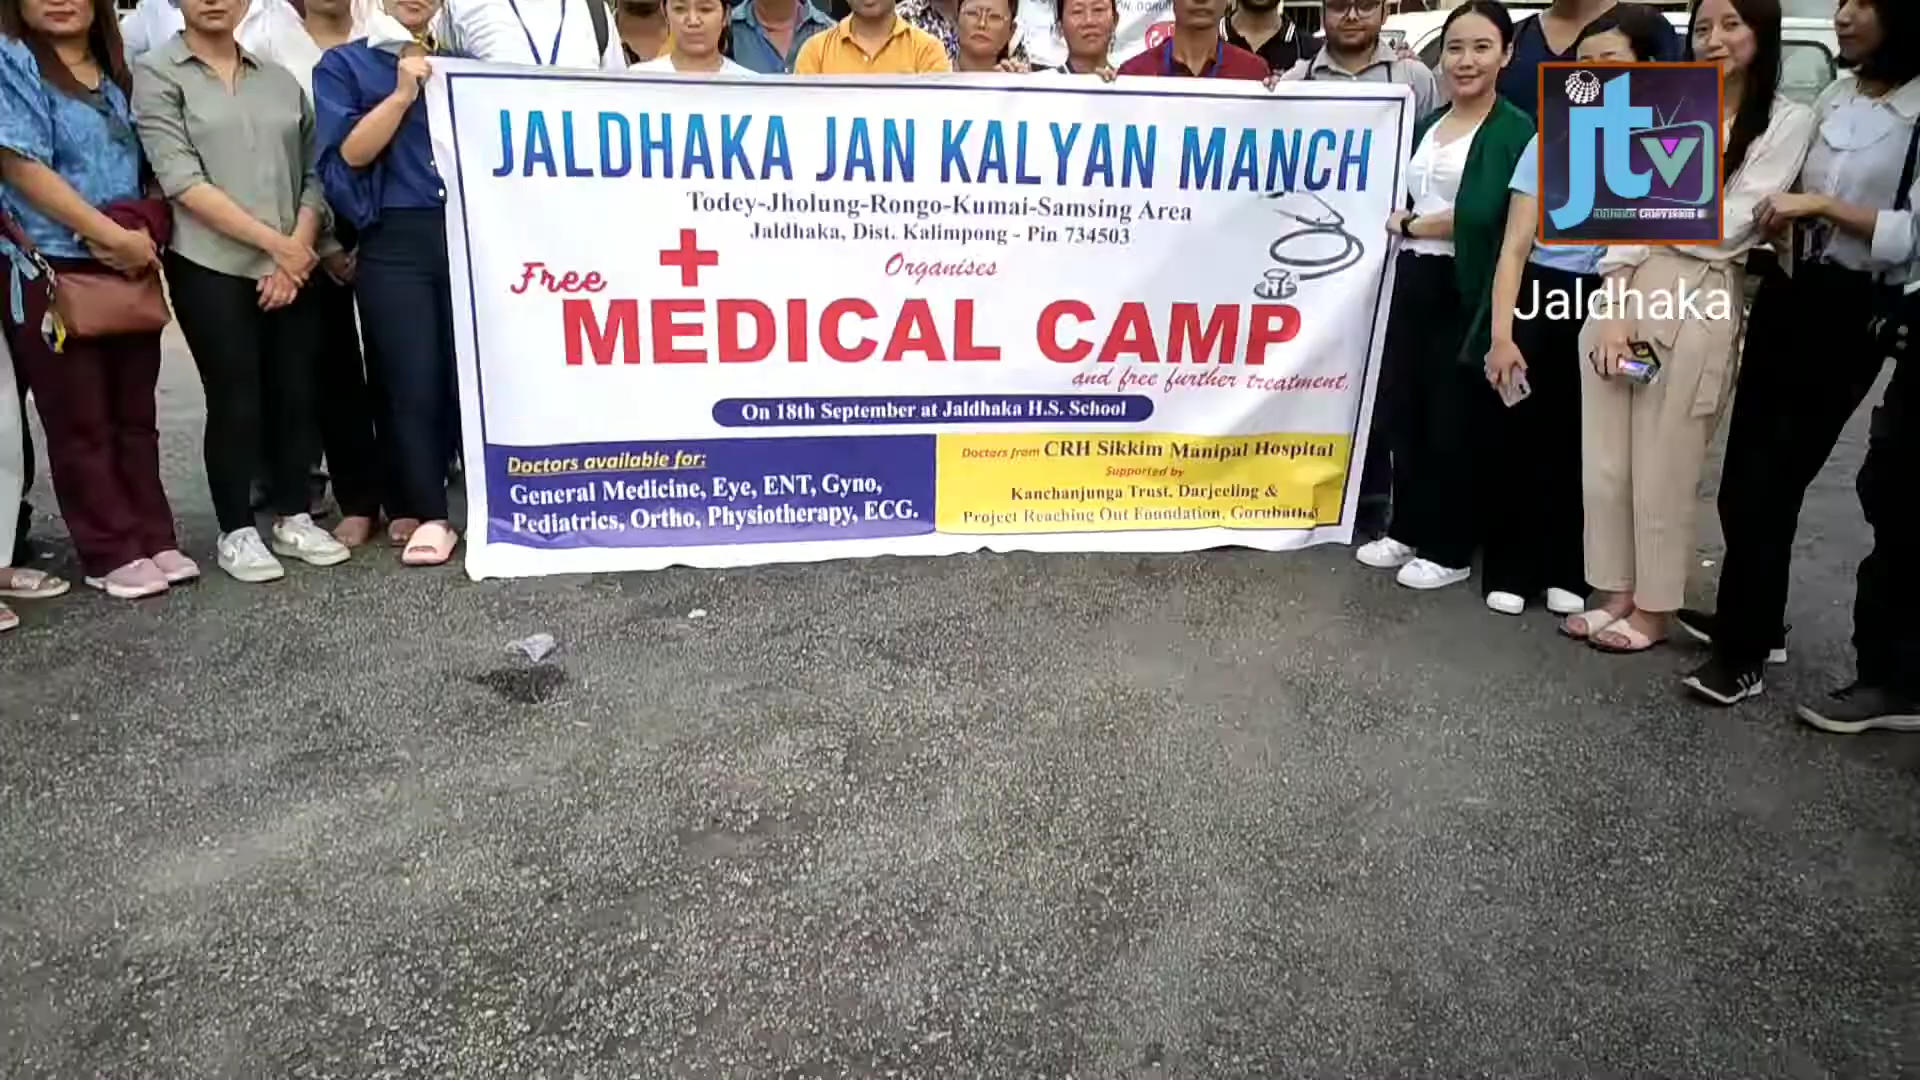 JALDHAKA JAN KALYAN MANCH
Todey-Jholung-Rongo-Kumai-Samsing Area
Jaldhaka, Dist. Kalimpong - Pin 734503
Organises
Free
MEDICAL CAMP
and free further treatment.
On 18th September at Jaldhaka H.S. School
Doctors available for:
General Medicine, Eye, ENT, Gyno,
Pediatrics, Ortho, Physiotherapy, ECG.
Doctors from CRH Sikkim Manipal Hospital
Supported by
Kanchanjunga Trust, Darjeeling &
Project Reaching Out Foundation, Gorubathan
jtv
Jaldhaka